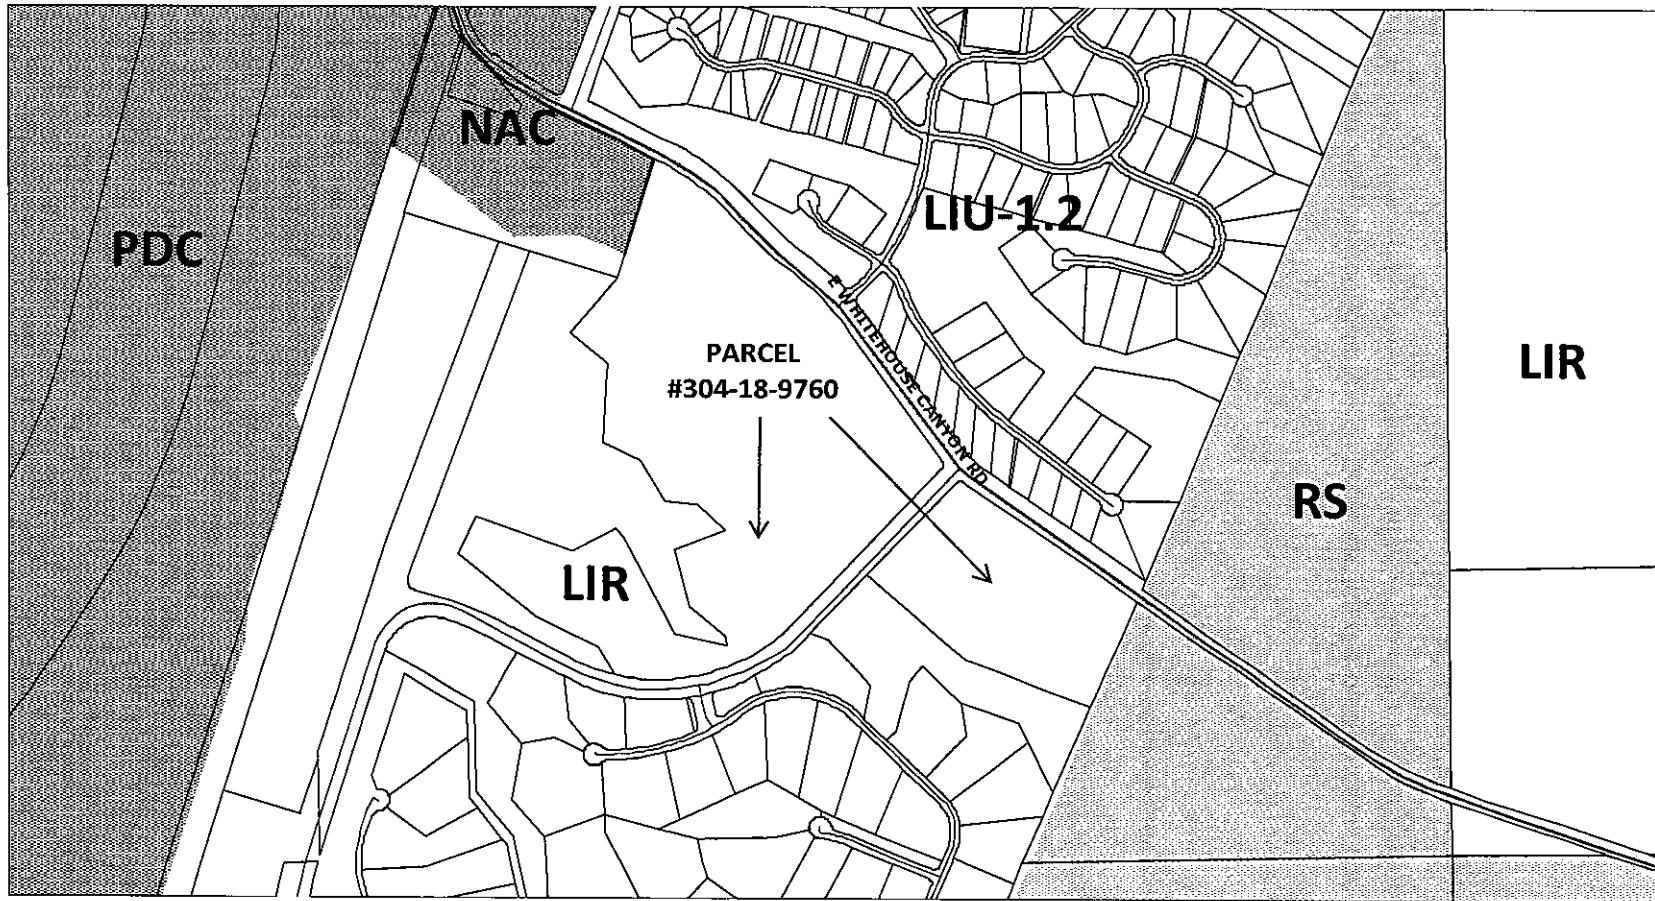 NAC
PDC
LIU-1.2
E WHITEHOUSE CANYON RD
PARCEL
#304-18-9760
LIR
RS
LIR